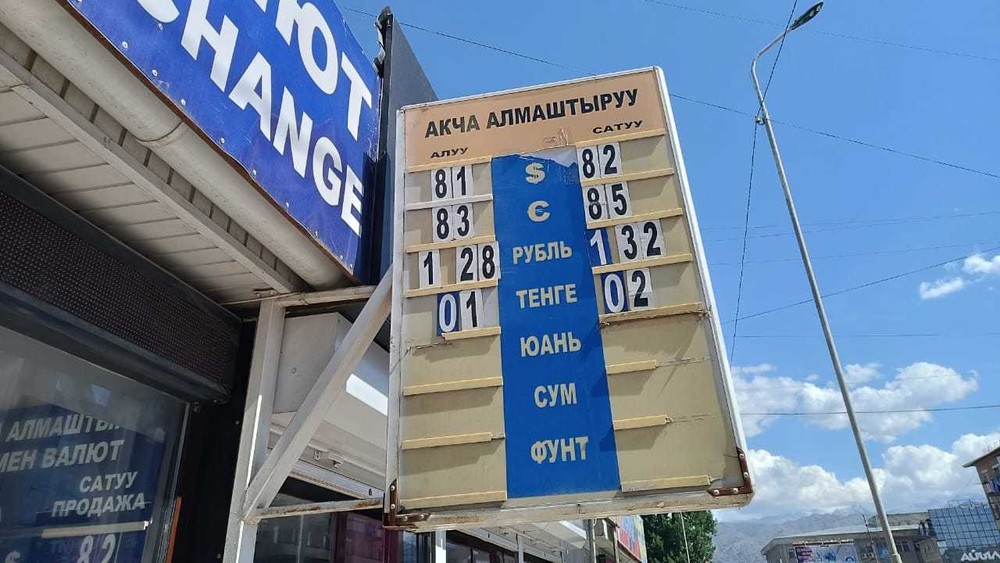 ЮТ
CHANGE
АКЧА АЛМАШТЫРУУ
АЛУУ САТУУ
81 $ 82
83 € 85
1 28 РУБЛЬ 1 32
01 ТЕНГЕ 02
ЮАНЬ
СУМ
ФУНТ
АЛМАШТЫ
МЕН ВАЛЮТ
САТУУ
ПРОДАЖА
$ 82